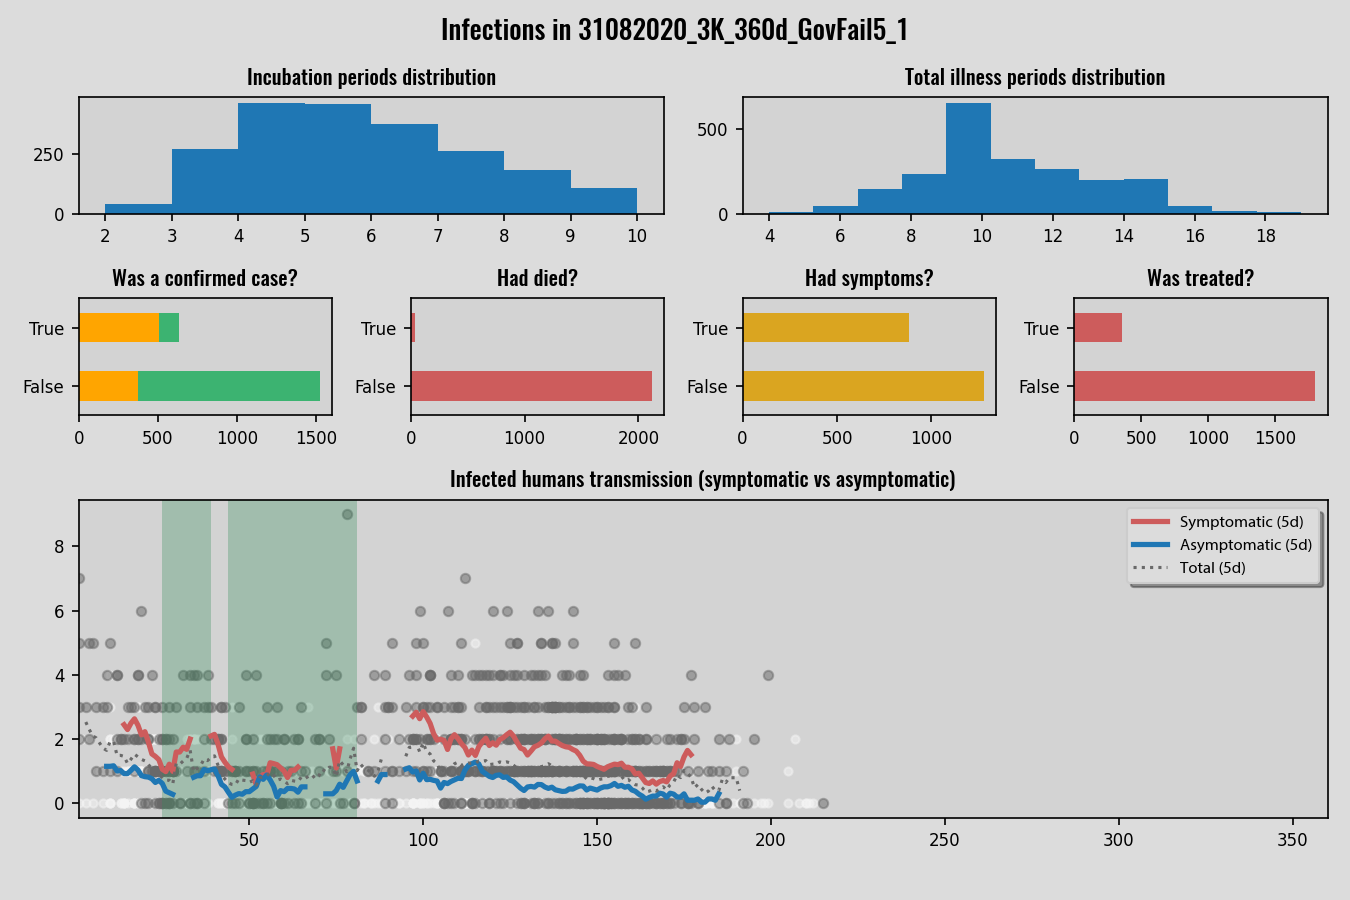 Infections in 31082020_3K_360d_GovFail5_1
Incubation periods distribution
Total illness periods distribution
250
0
2 3 4 5 6 7 8 9 10
500
0
4 6 8 10 12 14 16 18
Was a confirmed case?
Had died?
Had symptoms?
Was treated?
True
False
0 500 1000 1500
True
False
0 1000 2000
True
False
0 500 1000
True
False
0 500 1000 1500
Infected humans transmission (symptomatic vs asymptomatic)
Symptomatic (5d)
Asymptomatic (5d)
Total (5d)
8
6
4
2
0
50 100 150 200 250 300 350